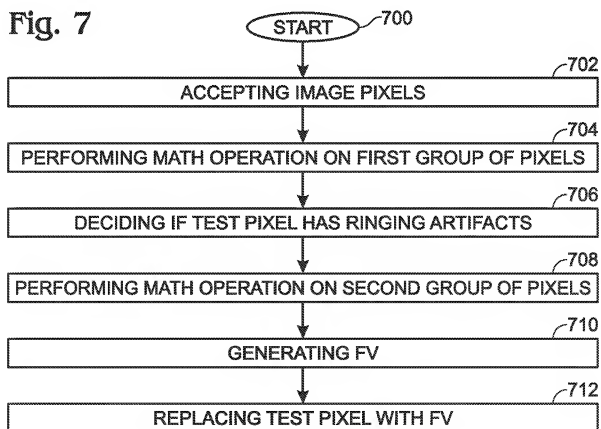 Fig. 7
START
700
702
ACCEPTING IMAGE PIXELS
704
PERFORMING MATH OPERATION ON FIRST GROUP OF PIXELS
706
DECIDING IF TEST PIXEL HAS RINGING ARTIFACTS
708
PERFORMING MATH OPERATION ON SECOND GROUP OF PIXELS
710
GENERATING FV
712
REPLACING TEST PIXEL WITH FV